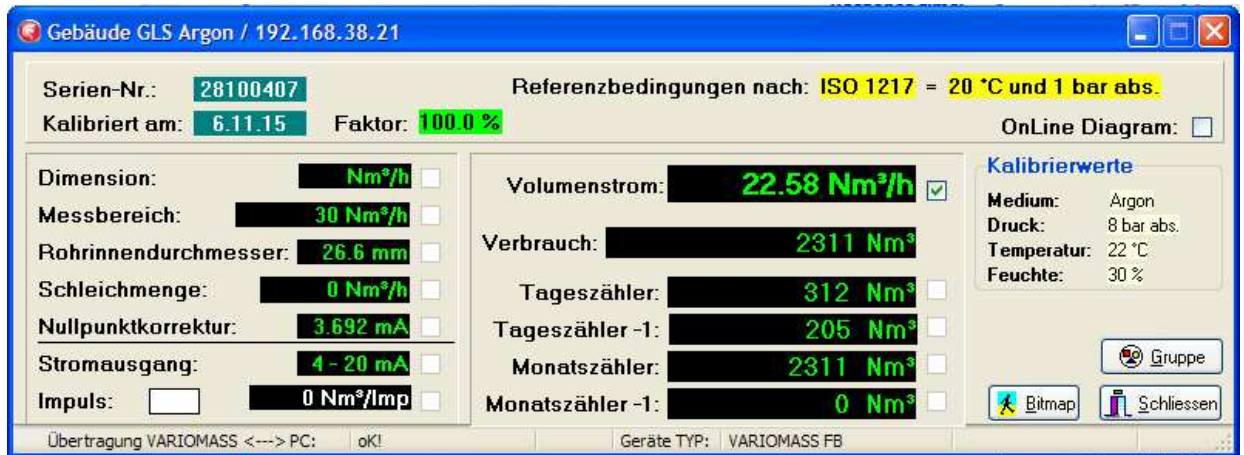 Gebäude GLS Argon / 192.168.38.21
Serien-Nr.: 28100407
Referenzbedingungen nach: ISO 1217 = 20 °C und 1 bar abs.
Kalibriert am: 6.11.15 Faktor: 100.0 %
OnLine Diagram:
Dimension: Nm³/h
Messbereich: 30 Nm³/h
Rohrinnendurchmesser: 26.6 mm
Schleichmenge: 0 Nm³/h
Nullpunktkorrektur: 3.692 mA
Stromausgang: 4 - 20 mA
Impuls: 0 Nm³/Imp
Volumenstrom: 22.58 Nm³/h
Verbrauch: 2311 Nm³
Tageszähler: 312 Nm³
Tageszähler -1: 205 Nm³
Monatszähler: 2311 Nm³
Monatszähler -1: 0 Nm³
Kalibrierwerte
Medium: Argon
Druck: 8 bar abs.
Temperatur: 22 °C
Feuchte: 30 %
Gruppe
Bitmap Schliessen
Übertragung VARIOMASS <---> PC: oK! Geräte TYP: VARIOMASS FB